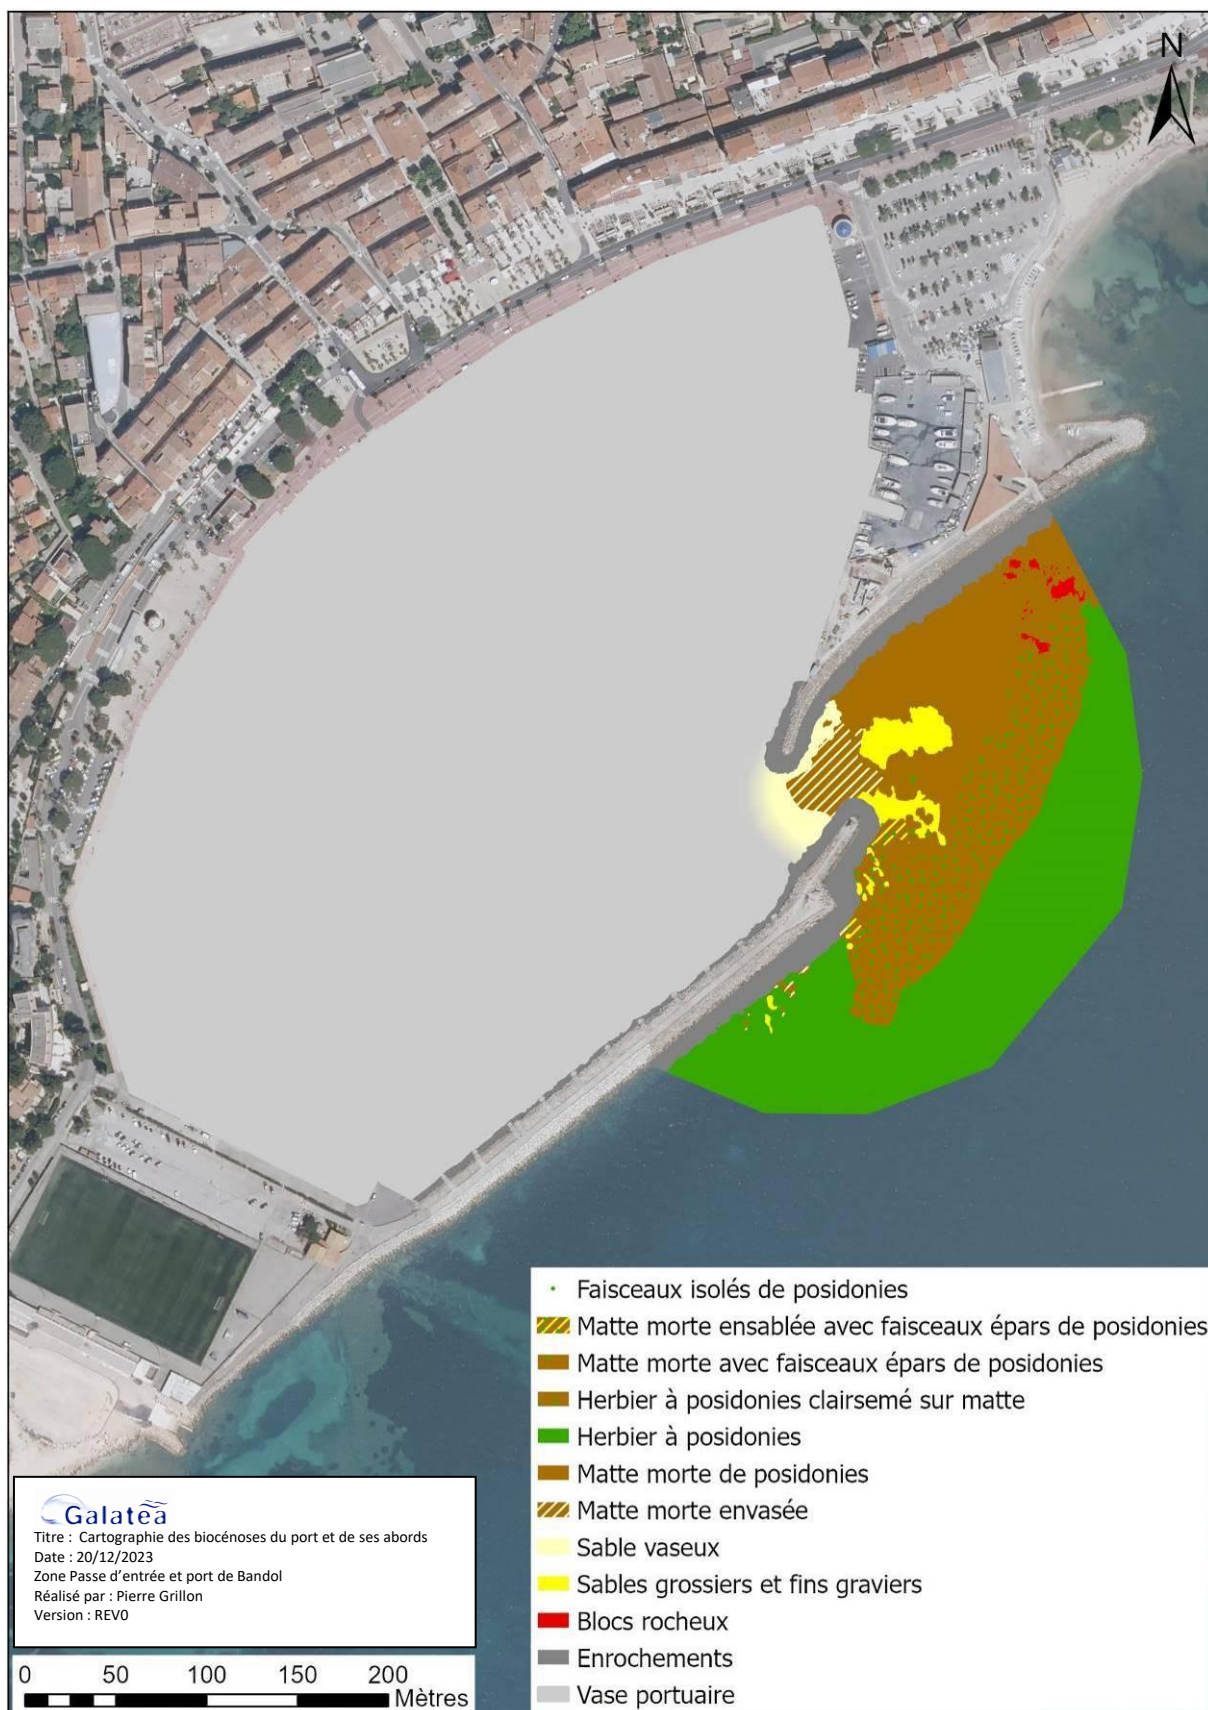 N
Faisceaux isolés de posidonies
Matte morte ensablée avec faisceaux épars de posidonies
Matte morte avec faisceaux épars de posidonies
Herbier à posidonies clairsemé sur matte
Herbier à posidonies
Matte morte de posidonies
Matte morte envasée
Sable vaseux
Sables grossiers et fins graviers
Blocs rocheux
Enrochements
Vase portuaire
Galatea
Titre : Cartographie des biocénoses du port et de ses abords
Date : 20/12/2023
Zone Passe d'entrée et port de Bandol
Réalisé par : Pierre Grillon
Version : REV0
0 50 100 150 200
Mètres